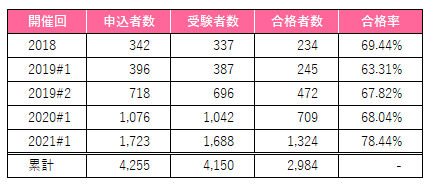 開催回 申込者数 受験者数 合格者数 合格率
2018 342 337 234 69.44%
2019#1 396 387 245 63.31%
2019#2 718 696 472 67.82%
2020#1 1,076 1,042 709 68.04%
2021#1 1,723 1,688 1,324 78.44%
累計 4,255 4,150 2,984 -